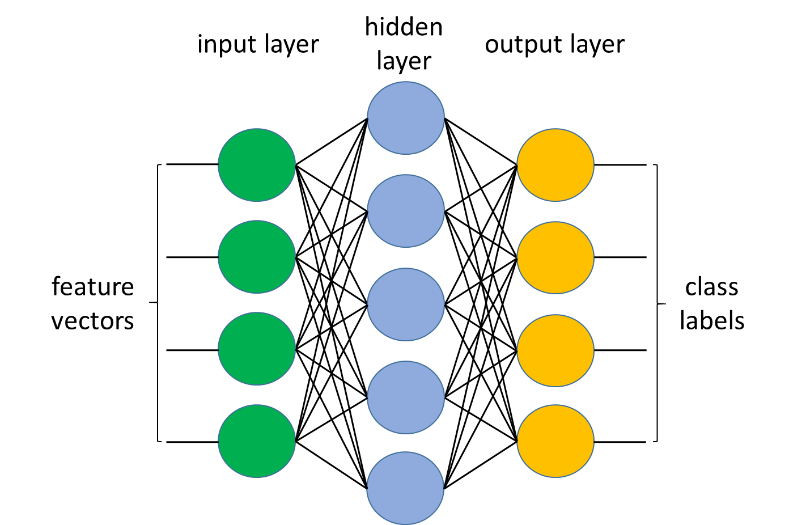 input layer
hidden
layer
output layer
feature
vectors
class
labels